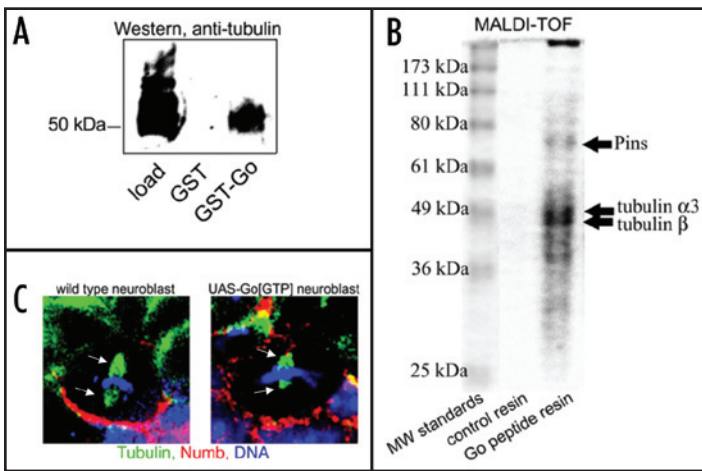 A
Western, anti-tubulin
50 kDa
load
GST
GST-Go
B
MALDI-TOF
173 kDa
111 kDa
80 kDa
61 kDa
49 kDa
36 kDa
25 kDa
Pins
tubulin α3
tubulin β
MW standards
control resin
Go peptide resin
C
wild type neuroblast
UAS-Go[GTP] neuroblast
Tubulin, Numb, DNA